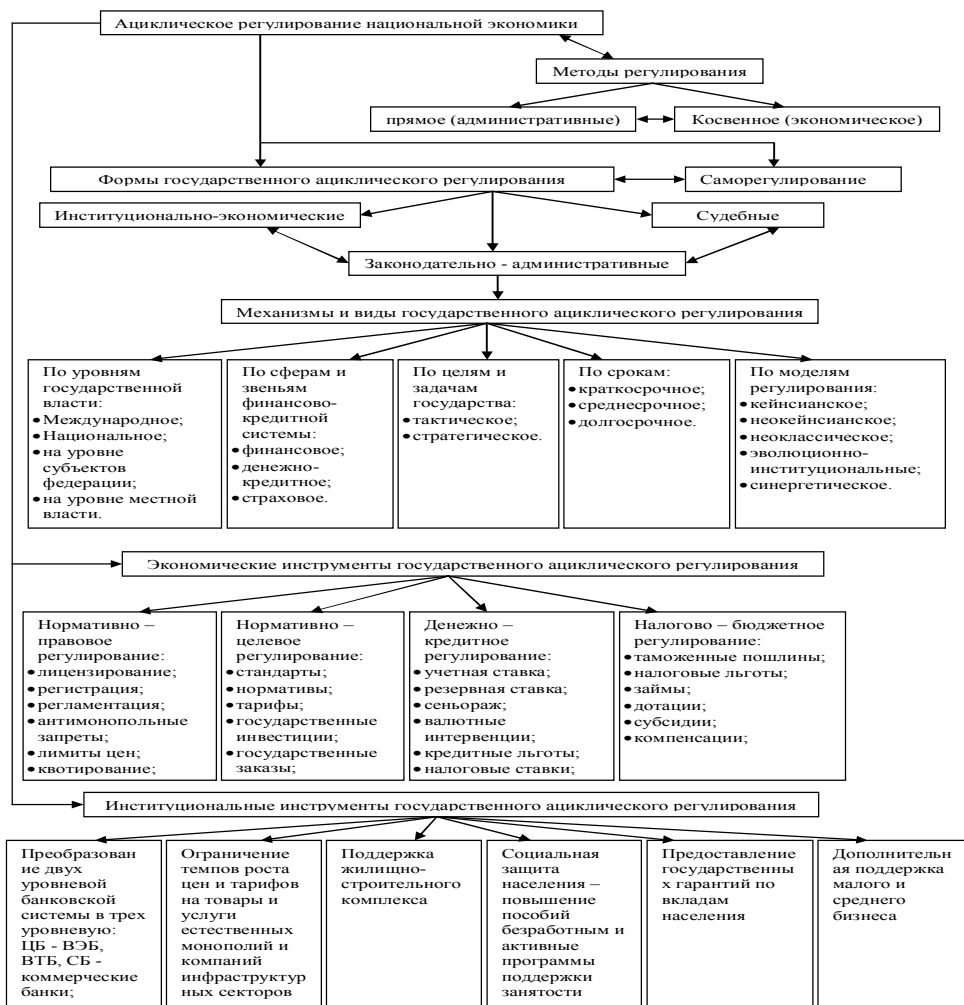 Ациклическое регулирование национальной экономики
Методы регулирования
прямое (административные)
Косвенное (экономическое)
Формы государственного ациклического регулирования
Саморегулирование
Институционально-экономические
Судебные
Законодательно - административные
Механизмы и виды государственного ациклического регулирования
По уровням
государственной
власти:
• Международное;
• Национальное;
• на уровне
субъектов
федерации;
• на уровне местной
власти.
По сферам и
звеньям
финансово-
кредитной
системы:
• финансовое;
• денежно-
кредитное;
• страховое.
По целям и
задачам
государства:
• тактическое;
• стратегическое.
По срокам:
• краткосрочное;
• среднесрочное;
• долгосрочное.
По моделям
регулирования:
• кейнсианское;
• неокейнсианское;
• неоклассическое;
• эволюционно-
институциональные;
• синергетическое.
Экономические инструменты государственного ациклического регулирования
Нормативно –
правовое
регулирование:
• лицензирование;
• регистрация;
• регламентация;
• антимонопольные
запреты;
• лимиты цен;
• квотирование;
Нормативно –
целевое
регулирование:
• стандарты;
• нормативы;
• тарифы;
• государственные
инвестиции;
• государственные
заказы;
Денежно –
кредитное
регулирование:
• учетная ставка;
• резервная ставка;
• сеньораж;
• валютные
интервенции;
• кредитные льготы;
• налоговые ставки;
Налогово – бюджетное
регулирование:
• таможенные пошлины;
• налоговые льготы;
• займы;
• дотации;
• субсидии;
• компенсации;
Институциональные инструменты государственного ациклического регулирования
Преобразован
ие двух
уровневой
банковской
системы в трех
уровневую:
ЦБ - ВЭБ,
ВТБ, СБ -
коммерческие
банки;
Ограничение
темпов роста
цен и тарифов
на товары и
услуги
естественных
монополий и
компаний
инфраструктур
ных секторов
Поддержка
жилищно-
строительного
комплекса
Социальная
защита
населения –
повышение
пособий
безработным и
активные
программы
поддержки
занятости
Предоставление
государственны
х гарантий по
вкладам
населения
Дополнительн
ая поддержка
малого и
среднего
бизнеса